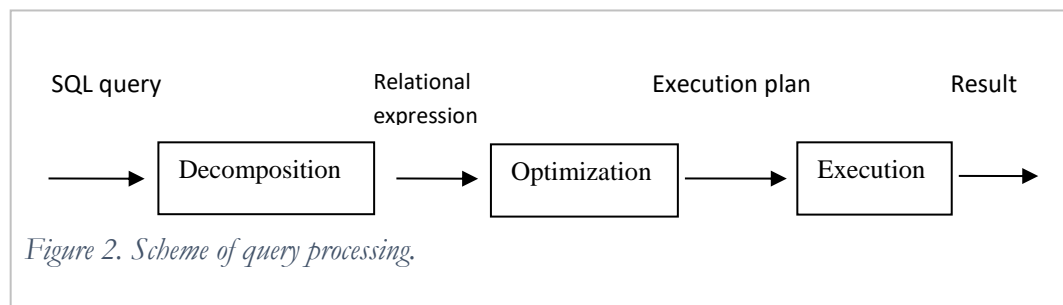 SQL query
Relational
expression
Execution plan
Result
Decomposition
Optimization
Execution
Figure 2. Scheme of query processing.